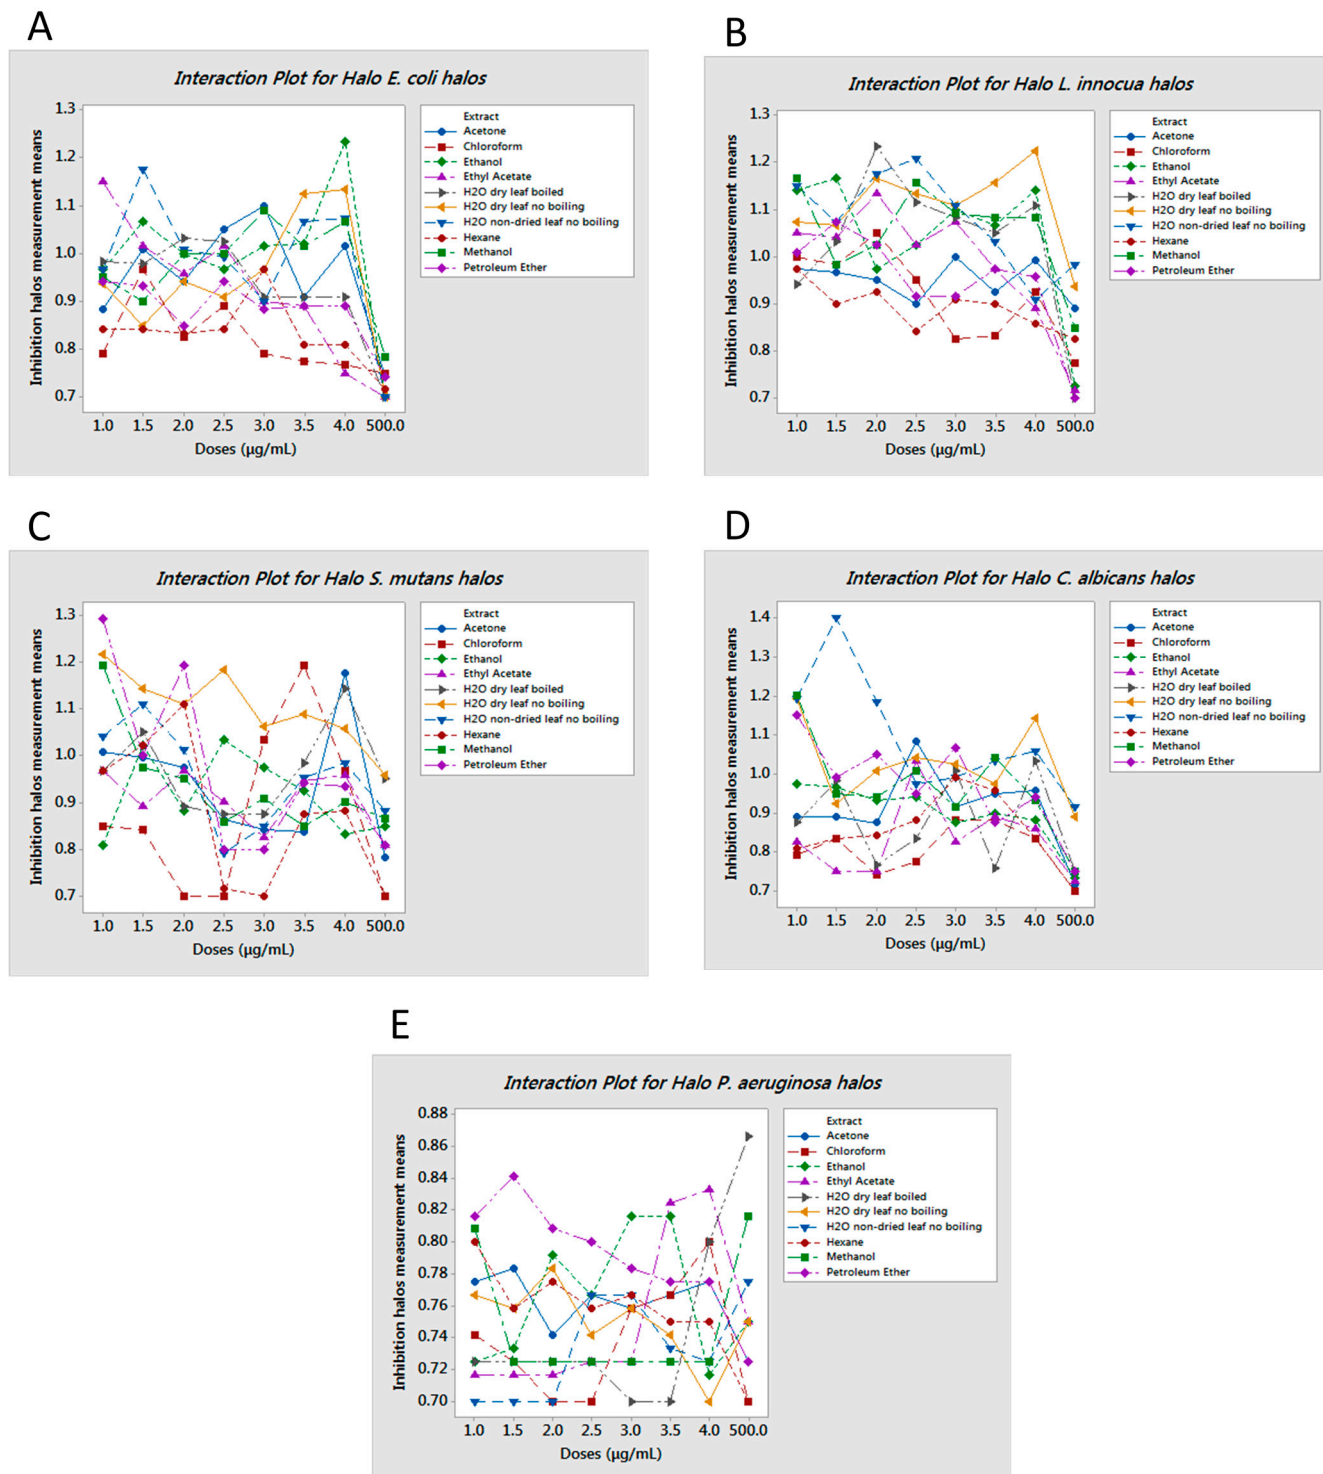 A
Interaction Plot for Halo E. coli halos
Inhibition halos measurement means
1.3
1.2
1.1
1.0
0.9
0.8
0.7
1.0 1.5 2.0 2.5 3.0 3.5 4.0 500.0
Doses (µg/mL)
Extract
Acetone
Chloroform
Ethanol
Ethyl Acetate
H2O dry leaf boiled
H2O dry leaf no boiling
H2O non-dried leaf no boiling
Hexane
Methanol
Petroleum Ether
B
Interaction Plot for Halo L. innocua halos
Inhibition halos measurement means
1.3
1.2
1.1
1.0
0.9
0.8
0.7
1.0 1.5 2.0 2.5 3.0 3.5 4.0 500.0
Doses (µg/mL)
Extract
Acetone
Chloroform
Ethanol
Ethyl Acetate
H2O dry leaf boiled
H2O dry leaf no boiling
H2O non-dried leaf no boiling
Hexane
Methanol
Petroleum Ether
C
Interaction Plot for Halo S. mutans halos
Inhibition halos measurement means
1.3
1.2
1.1
1.0
0.9
0.8
0.7
1.0 1.5 2.0 2.5 3.0 3.5 4.0 500.0
Doses (µg/mL)
Extract
Acetone
Chloroform
Ethanol
Ethyl Acetate
H2O dry leaf boiled
H2O dry leaf no boiling
H2O non-dried leaf no boiling
Hexane
Methanol
Petroleum Ether
D
Interaction Plot for Halo C. albicans halos
Inhibition halos measurement means
1.4
1.3
1.2
1.1
1.0
0.9
0.8
0.7
1.0 1.5 2.0 2.5 3.0 3.5 4.0 500.0
Doses (µg/mL)
Extract
Acetone
Chloroform
Ethanol
Ethyl Acetate
H2O dry leaf boiled
H2O dry leaf no boiling
H2O non-dried leaf no boiling
Hexane
Methanol
Petroleum Ether
E
Interaction Plot for Halo P. aeruginosa halos
Inhibition halos measurement means
0.88
0.86
0.84
0.82
0.80
0.78
0.76
0.74
0.72
0.70
1.0 1.5 2.0 2.5 3.0 3.5 4.0 500.0
Doses (µg/mL)
Extract
Acetone
Chloroform
Ethanol
Ethyl Acetate
H2O dry leaf boiled
H2O dry leaf no boiling
H2O non-dried leaf no boiling
Hexane
Methanol
Petroleum Ether